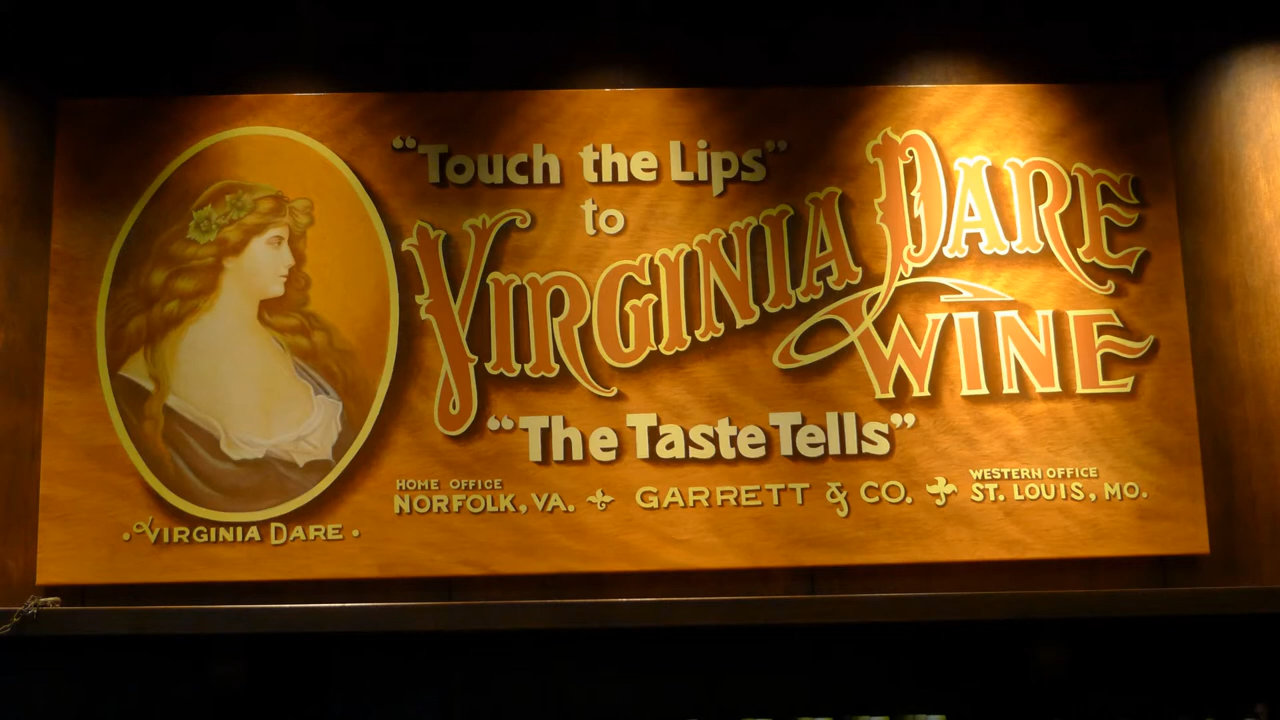 "Touch the Lips"
to
VIRGINIA DARE
WINE
"The Taste Tells"
HOME OFFICE
NORFOLK, VA.
GARRETT & CO.
WESTERN OFFICE
ST. LOUIS, MO.
• VIRGINIA DARE •